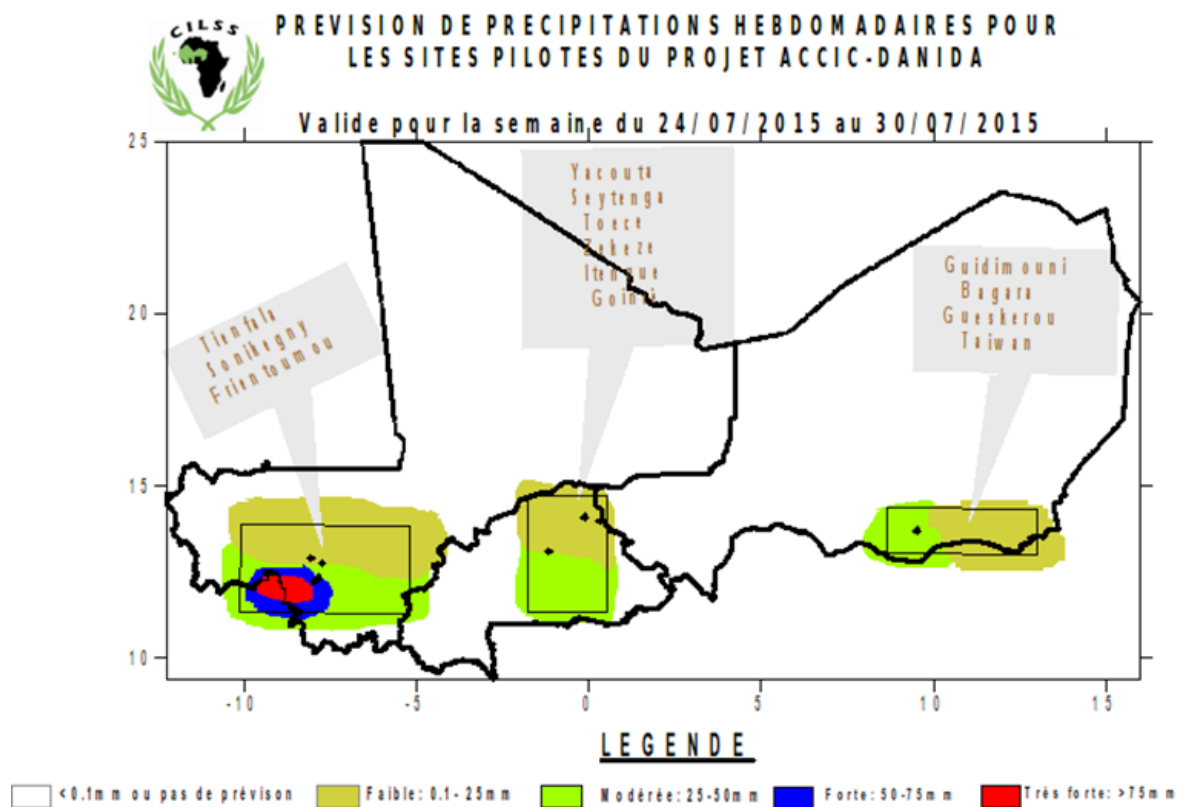 CILSS
PREVISION DE PRECIPITATIONS HEBDOMADAIRES POUR
LES SITES PILOTES DU PROJET ACCIC-DANIDA
Valide pour la semaine du 24/07/2015 au 30/07/2015
25
20
15
10
Tienfala
Sonikegny
Frientoumou
Yacouta
Seytenga
Toece
Zekeze
Guidimouni
Bagara
Gueskerou
Taiwan
-10
-5
0
5
10
15
LEGENDE
<0.1mm ou pas de prévison
Faible: 0.1-25mm
Modérée: 25-50mm
Forte: 50-75mm
Très forte: >75mm